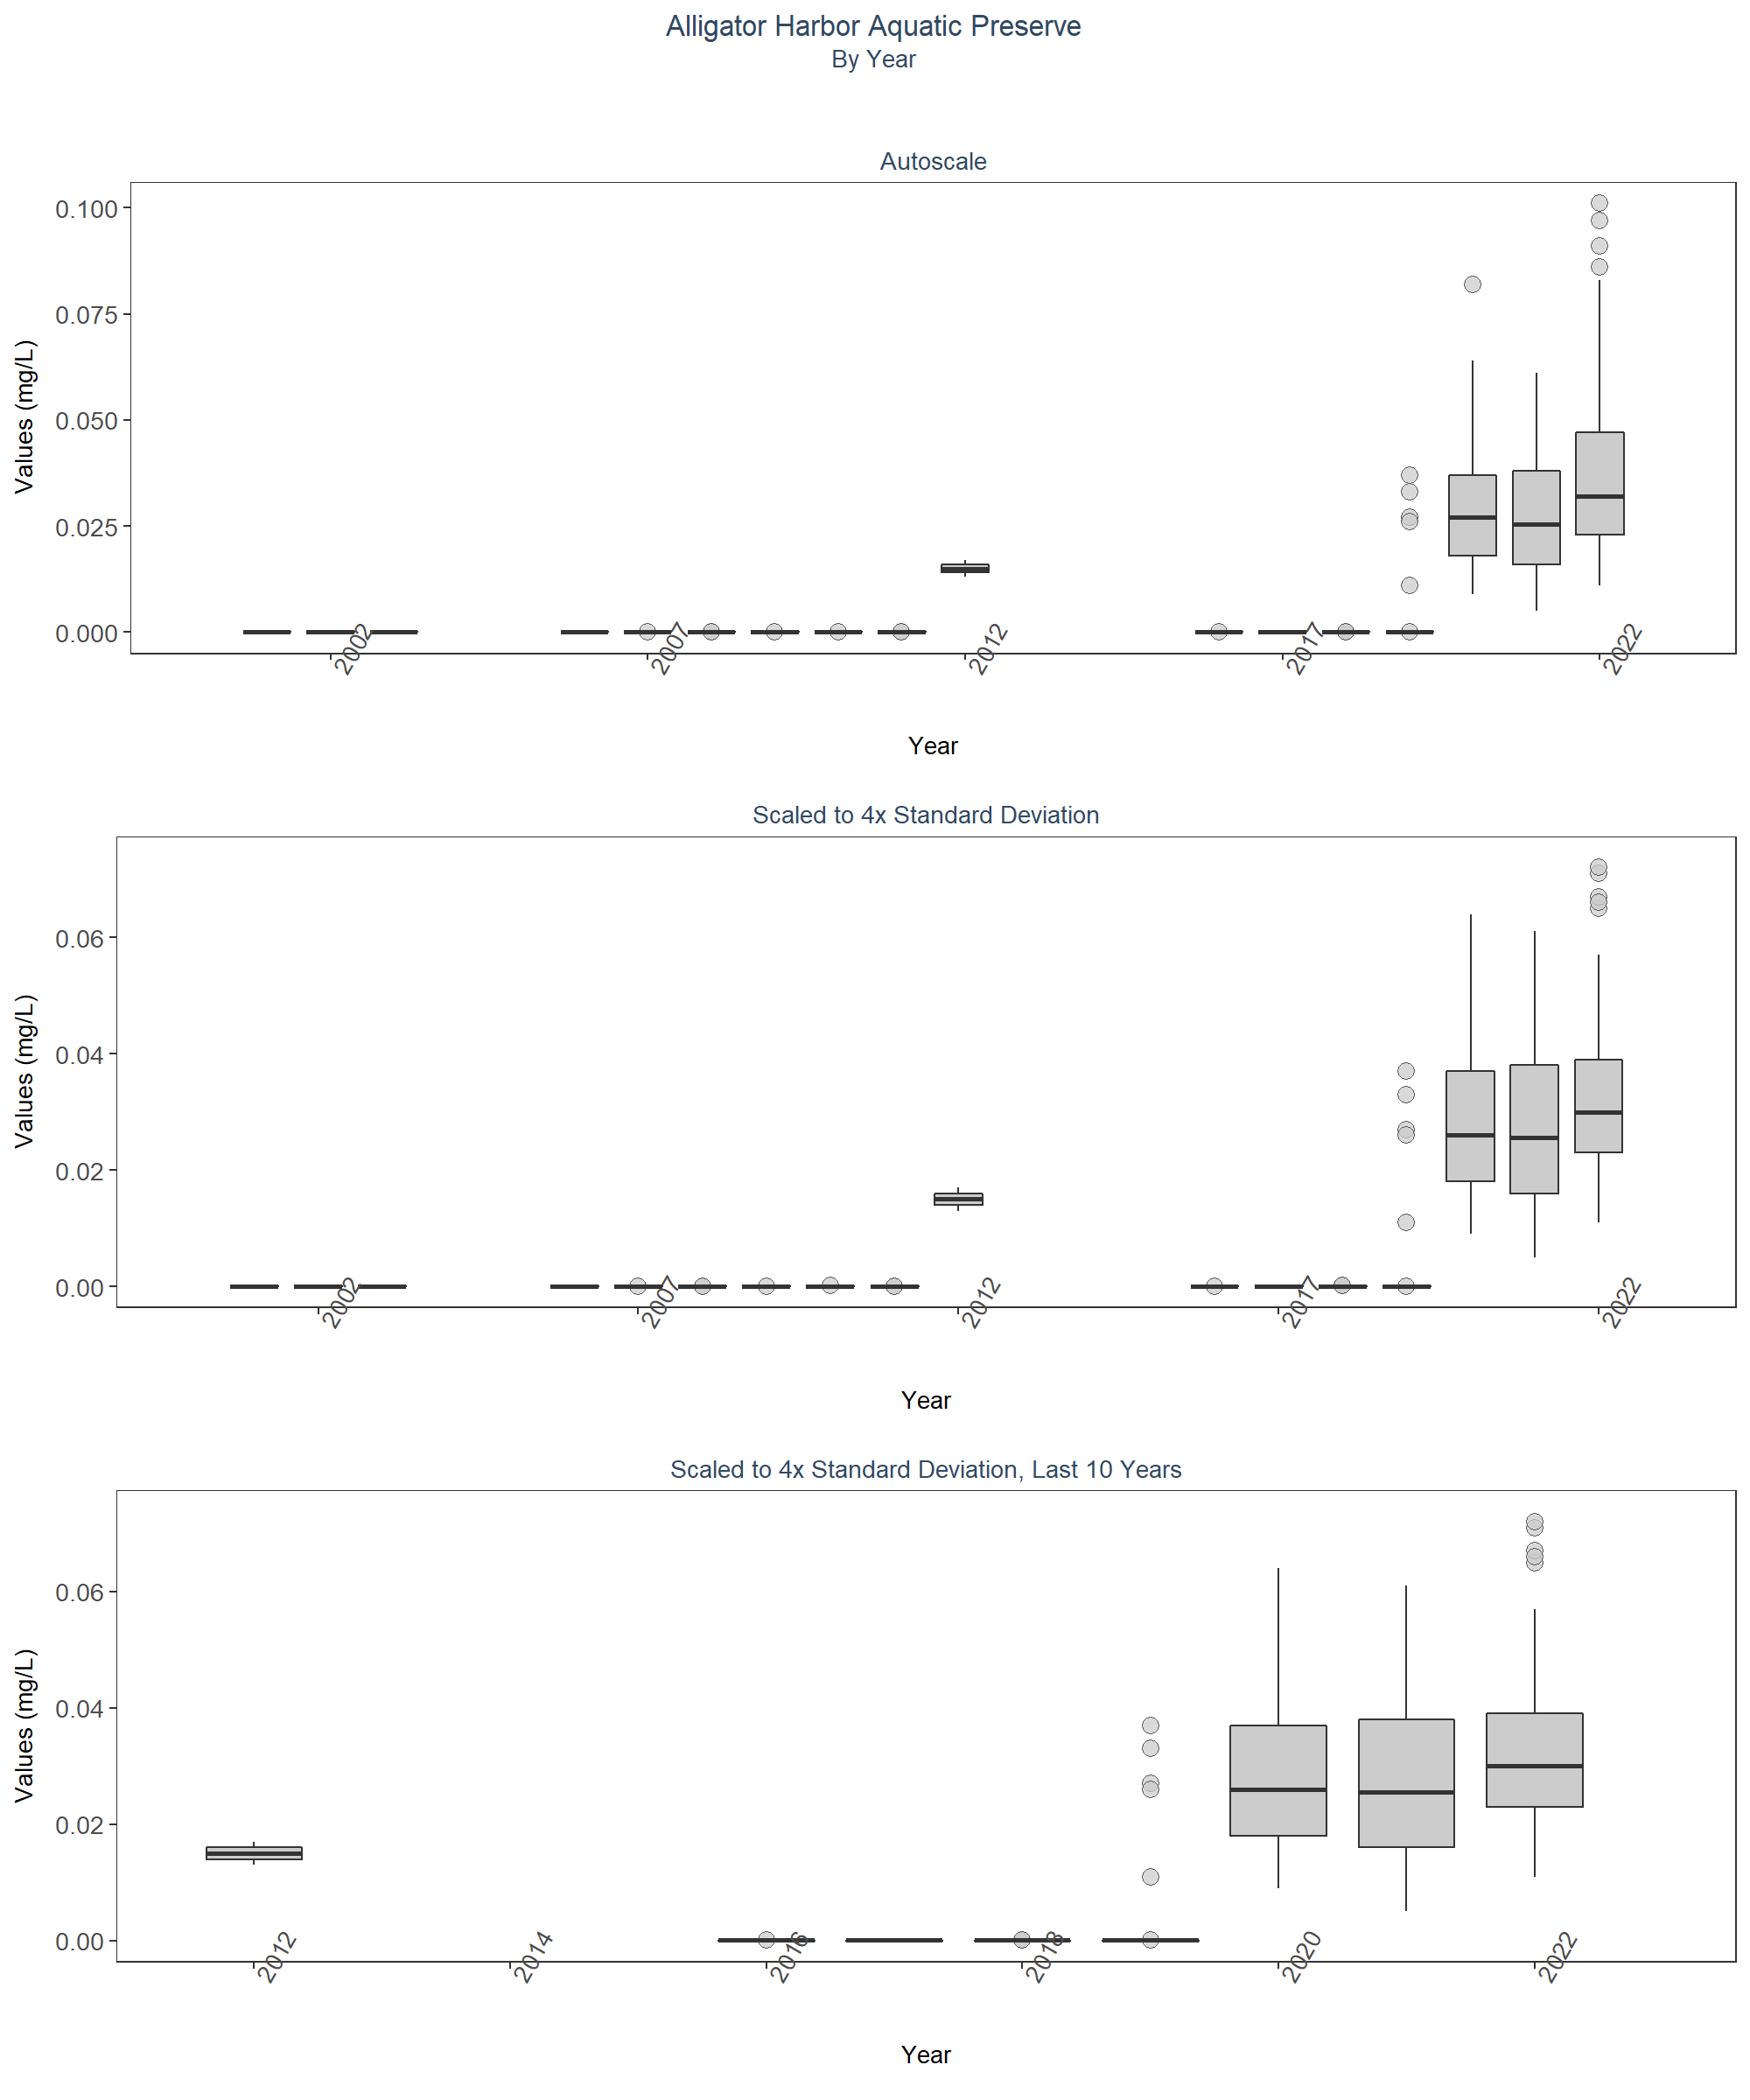 Alligator Harbor Aquatic Preserve
By Year
Autoscale
0.100
0.075
0.050
0.025
0.000
Values (mg/L)
2002
2007
2012
2017
2022
Year
Scaled to 4x Standard Deviation
0.06
0.04
0.02
0.00
Values (mg/L)
2002
2007
2012
2017
2022
Year
Scaled to 4x Standard Deviation, Last 10 Years
0.06
0.04
0.02
0.00
Values (mg/L)
2012
2014
2016
2018
2020
2022
Year